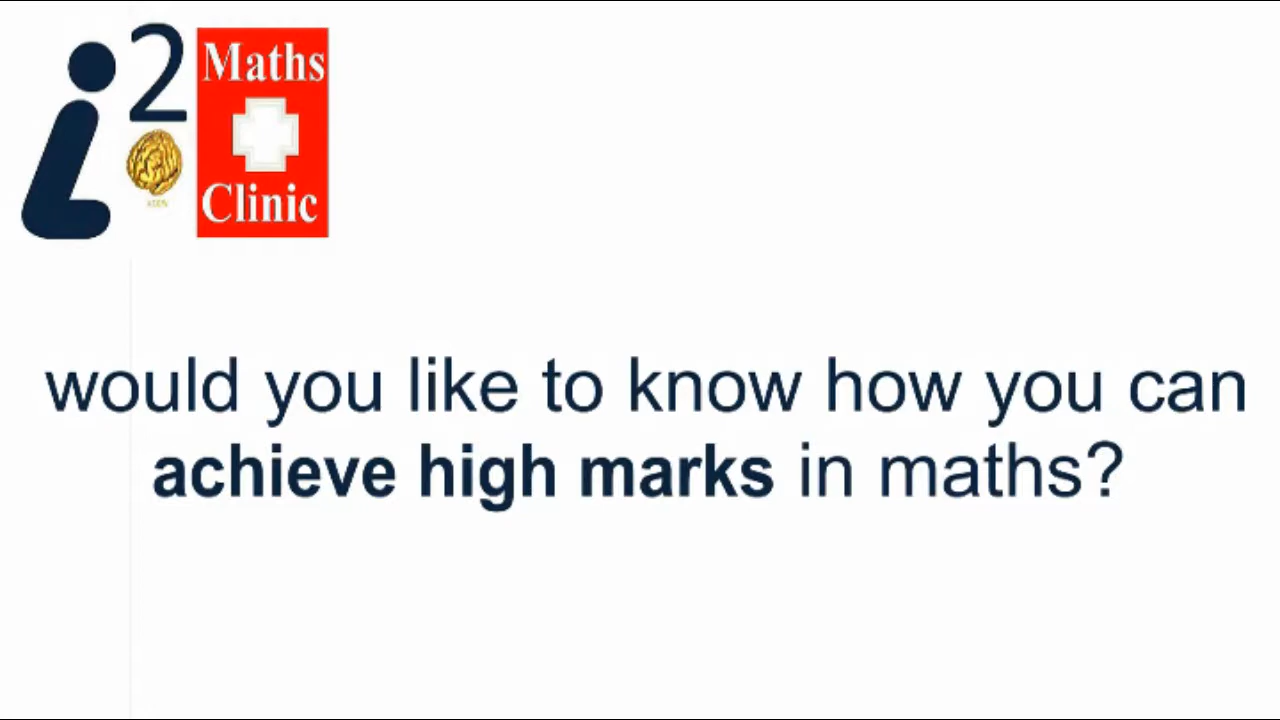 i²
Maths
Clinic
would you like to know how you can
achieve high marks in maths?